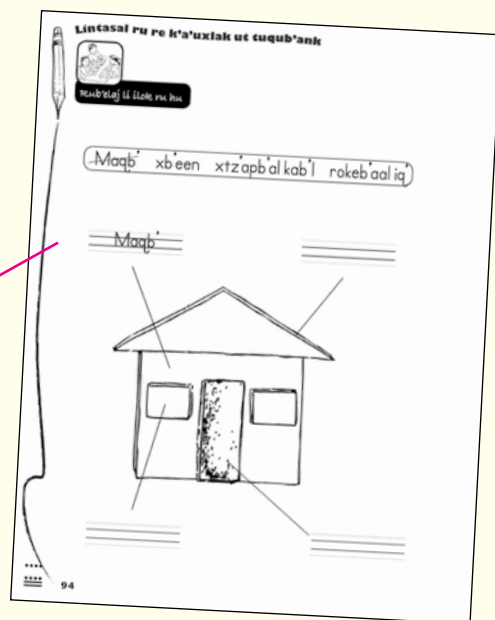 Lintasal ru re k'a'uxlak ut tuqub'ank
Rub'elaj li ilok ru hu
Maqb' xb'een xtz'apb'al kab'l rokeb'aal iq'
Maqb'
94